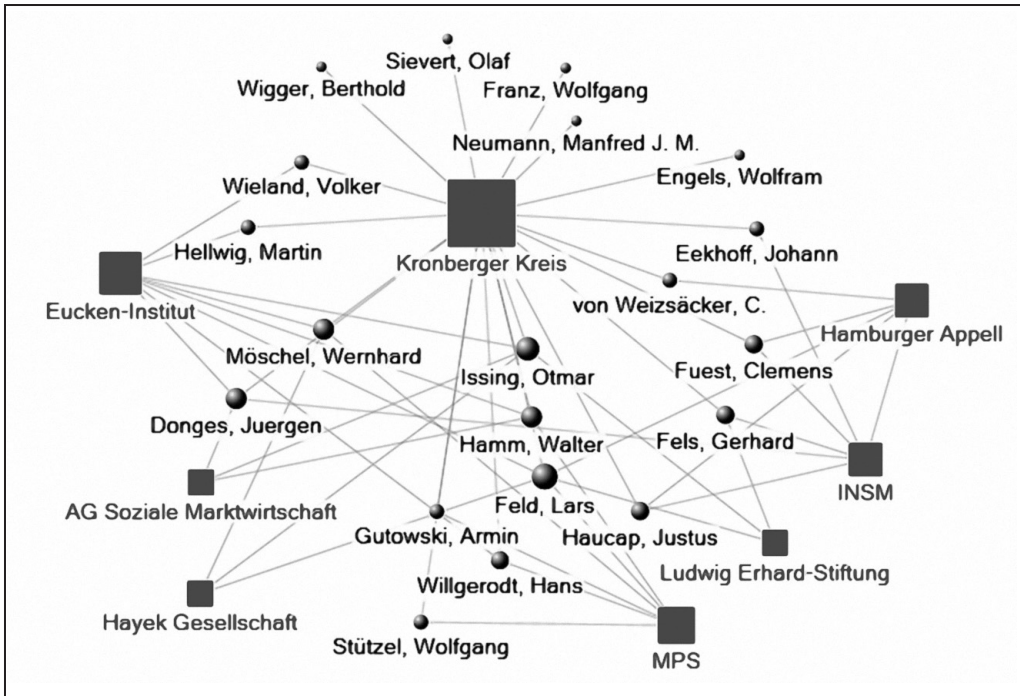 Sievert, Olaf
Wigger, Berthold
Franz, Wolfgang
Neumann, Manfred J. M.
Engels, Wolfram
Wieland, Volker
Hellwig, Martin
Eekhoff, Johann
Kronberger Kreis
Eucken-Institut
von Weizsäcker, C.
Hamburger Appell
Möschel, Wernhard
Issing, Otmar
Fuest, Clemens
Donges, Juergen
Hamm, Walter
Fels, Gerhard
INSM
AG Soziale Marktwirtschaft
Feld, Lars
Gutowski, Armin
Haucap, Justus
Ludwig Erhard-Stiftung
Willgerodt, Hans
Hayek Gesellschaft
Stützel, Wolfgang
MPS